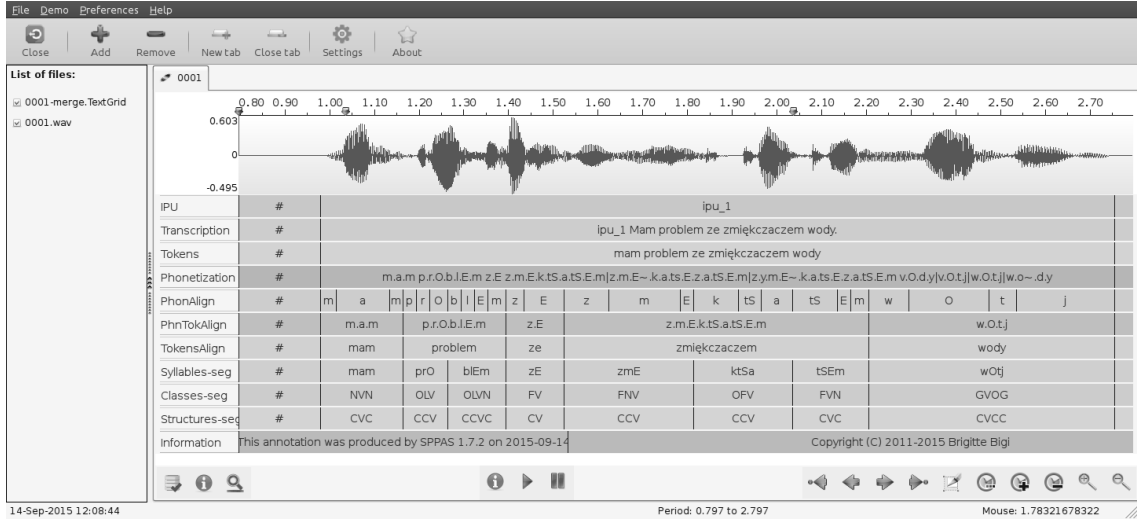 File Demo Preferences Help
Close Add Remove New tab Close tab Settings About
List of files:
0001-merge.TextGrid
0001.wav
0001
0.80 0.90 1.00 1.10 1.20 1.30 1.40 1.50 1.60 1.70 1.80 1.90 2.00 2.10 2.20 2.30 2.40 2.50 2.60 2.70
0.603
0
-0.495
IPU # ipu_1
Transcription # ipu_1 Mam problem ze zmiękczaczem wody.
Tokens # mam problem ze zmiękczaczem wody
Phonetization # m.a.m p.r.O.b.l.E.m z.E z.m.E.k.tS.a.tS.E.m|z.m.E~.k.a.ts.E.z.a.tS.E.m|z.y.m.E~.k.a.ts.E.z.a.tS.E.m v.O.d.y|v.O.t.j|w.O.t.j|w.o~.d.y
PhonAlign # m a m p r O b l E m z E z m E k tS a tS E m w O t j
PhnTokAlign # m.a.m p.r.O.b.l.E.m z.E z.m.E.k.tS.a.tS.E.m w.O.t.j
TokensAlign # mam problem ze zmiękczaczem wody
Syllables-seg # mam prO blEm zE zmE ktSa tSEm wOtj
Classes-seg # NVN OLV OLVN FV FNV OFV FVN GVOG
Structures-seg # CVC CCV CCVC CV CCV CCV CVC CVCC
Information This annotation was produced by SPPAS 1.7.2 on 2015-09-14 Copyright (C) 2011-2015 Brigitte Bigi
14-Sep-2015 12:08:44 Period: 0.797 to 2.797 Mouse: 1.78321678322